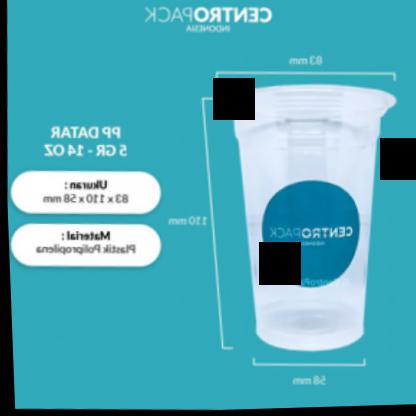 CENTROPACK
INDONESIA
83 mm
PP DATAR
5 GR - 14 OZ
Ukuran :
83 x 110 x 58 mm
110 mm
Material :
Plastik Polipropilena
CENTROPACK
58 mm